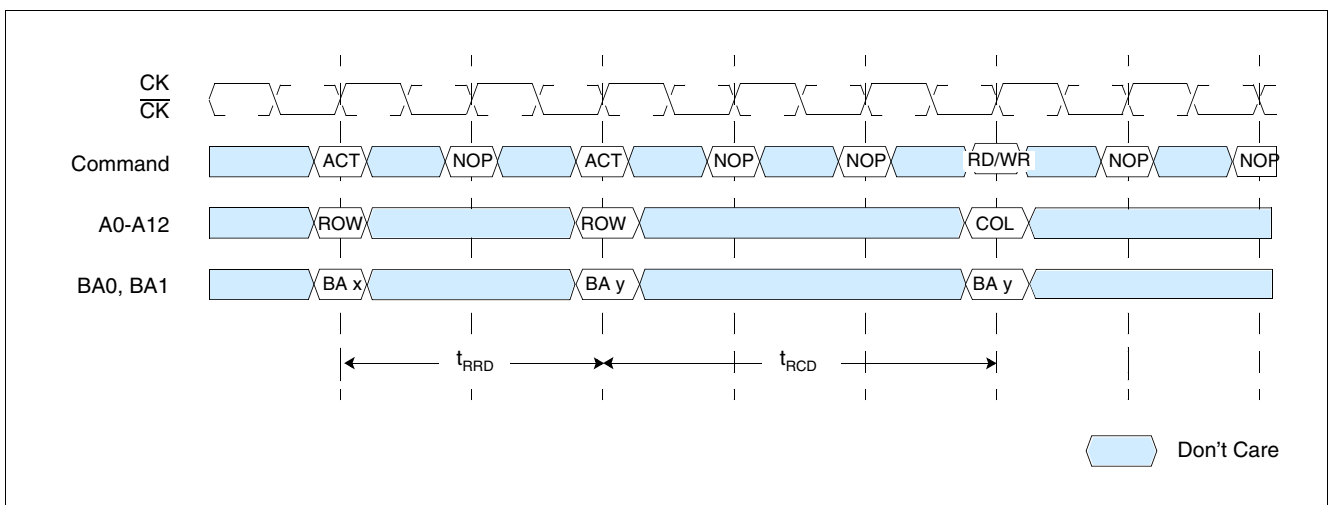 CK
CK
Command ACT NOP ACT NOP NOP RD/WR NOP NOP
A0-A12 ROW ROW COL
BA0, BA1 BA x BA y BA y
tRRD tRCD
Don't Care